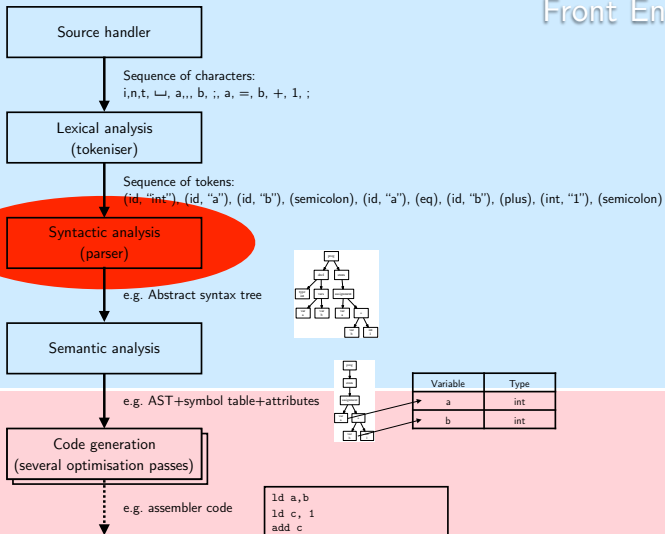 Front En
Source handler
Sequence of characters:
i,n,t, ␣, a,,, b, ;, a, =, b, +, 1, ;
Lexical analysis
(tokeniser)
Sequence of tokens:
(id, “int”), (id, “a”), (id, “b”), (semicolon), (id, “a”), (eq), (id, “b”), (plus), (int, “1”), (semicolon)
Syntactic analysis
(parser)
e.g. Abstract syntax tree
prog
Semantic analysis
e.g. AST+symbol table+attributes
Variable Type
a int
b int
Code generation
(several optimisation passes)
e.g. assembler code
ld a,b
ld c, 1
add c